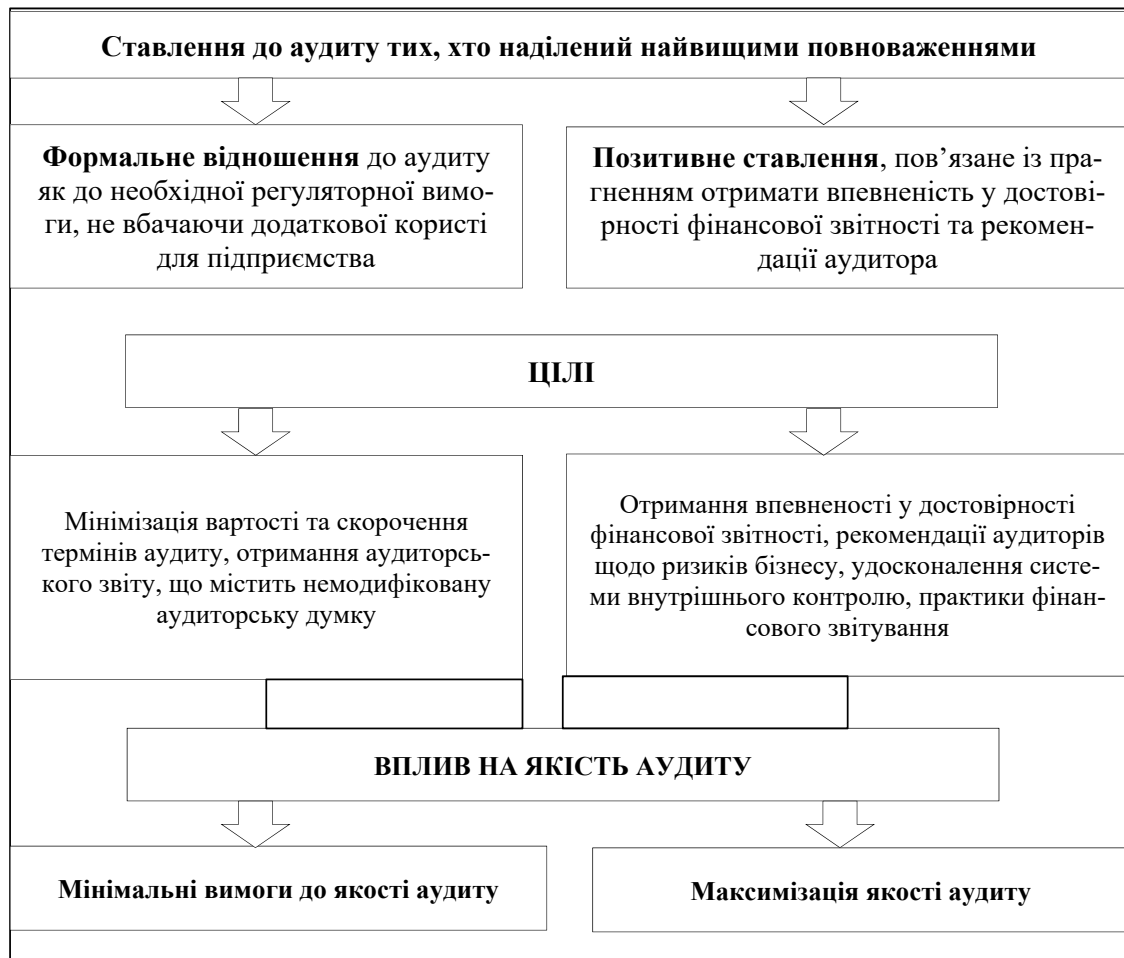 Ставлення до аудиту тих, хто наділений найвищими повноваженнями
Формальне відношення до аудиту
як до необхідної регуляторної вимо-
ги, не вбачаючи додаткової користі
для підприємства
Позитивне ставлення, пов’язане із пра-
гненням отримати впевненість у достові-
рності фінансової звітності та рекомен-
дації аудитора
ЦІЛІ
Мінімізація вартості та скорочення
термінів аудиту, отримання аудиторсь-
кого звіту, що містить немодифіковану
аудиторську думку
Отримання впевненості у достовірності
фінансової звітності, рекомендації аудиторів
щодо ризиків бізнесу, удосконалення систе-
ми внутрішнього контролю, практики фінан-
сового звітування
ВПЛИВ НА ЯКІСТЬ АУДИТУ
Мінімальні вимоги до якості аудиту
Максимізація якості аудиту